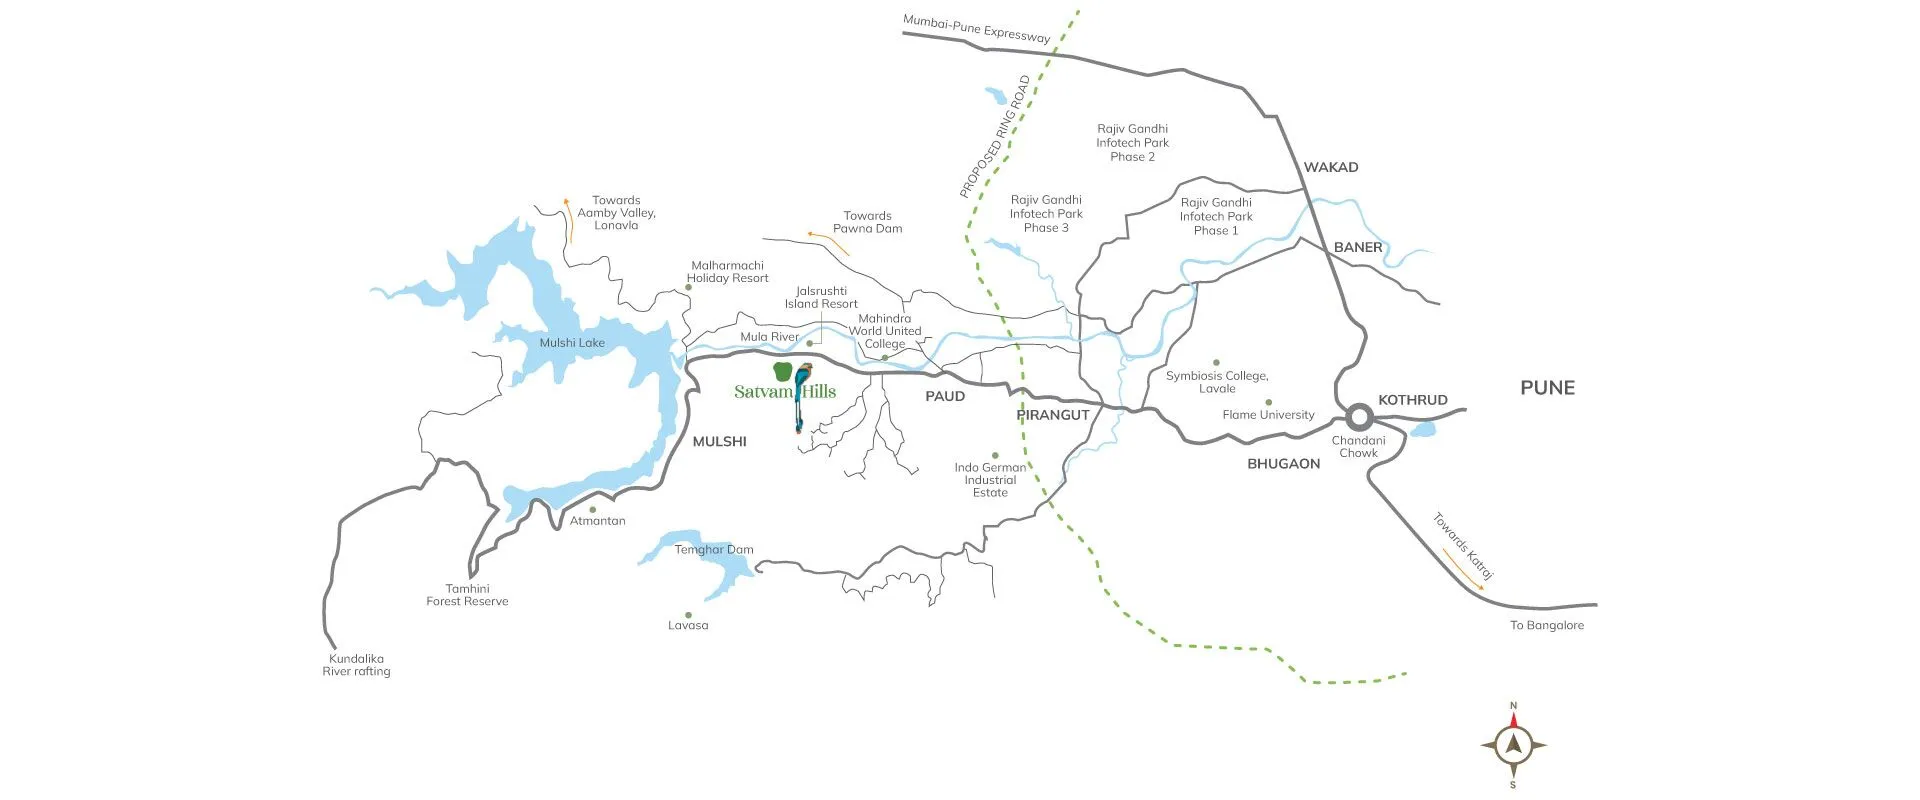 Mumbai-Pune Expressway
PROPOSED RING ROAD
Rajiv Gandhi
Infotech Park
Phase 2
WAKAD
Towards
Aamby Valley,
Lonavla
Towards
Pawna Dam
Rajiv Gandhi
Infotech Park
Phase 3
Rajiv Gandhi
Infotech Park
Phase 1
BANER
Malharmachi
Holiday Resort
Jalsrushti
Island Resort
Mahindra
World United
College
Mula River
Mulshi Lake
Satvam Hills
PAUD
PIRANGUT
Symbiosis College,
Lavale
Flame University
KOTHRUD
PUNE
MULSHI
Chandani
Chowk
BHUGAON
Indo German
Industrial
Estate
Atmantan
Towards Katraj
Temghar Dam
Tamhini
Forest Reserve
Lavasa
To Bangalore
Kundalika
River rafting
N
S